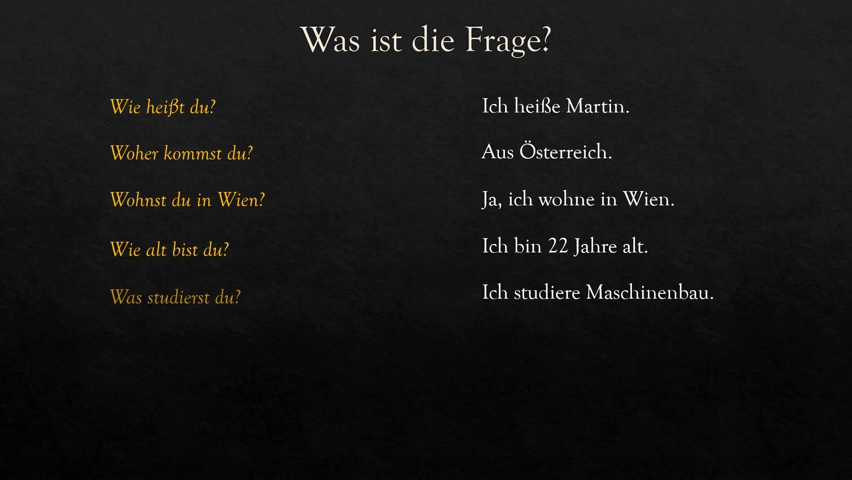 Was ist die Frage?
Wie heißt du?
Ich heiße Martin.
Woher kommst du?
Aus Österreich.
Wohnst du in Wien?
Ja, ich wohne in Wien.
Wie alt bist du?
Ich bin 22 Jahre alt.
Was studierst du?
Ich studiere Maschinenbau.